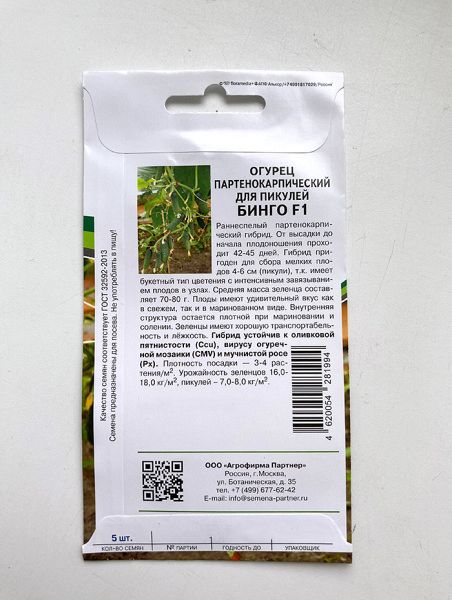 ОГУРЕЦ
ПАРТЕНОКАРПИЧЕСКИЙ
ДЛЯ ПИКУЛЕЙ
БИНГО F1
Раннеспелый партенокарпи-
ческий гибрид. От высадки до
начала плодоношения прохо-
дит 42-45 дней. Гибрид при-
годен для сбора мелких пло-
дов 4-6 см (пикули), т.к. имеет
букетный тип цветения с интенсивным завязывани-
ем плодов в узлах. Средняя масса зеленца состав-
ляет 70-80 г. Плоды имеют удивительный вкус как
в свежем, так и в маринованном виде. Внутренняя
структура остается плотной при мариновании и
солении. Зеленцы имеют хорошую транспортабель-
ность и лёжкость. Гибрид устойчив к оливковой
пятнистости (Ccu), вирусу огуреч-
ной мозаики (CMV) и мучнистой росе
(Px). Плотность посадки — 3-4 рас-
тения/м². Урожайность зеленцов 16,0-
18,0 кг/м², пикулей – 7,0-8,0 кг/м².
4 620054 281994
Качество семян соответствует ГОСТ 32592-2013
Семена предназначены для посева. Не употреблять в пищу!
ООО «Агрофирма Партнер»
Россия, г.Москва,
ул. Ботаническая, д. 35
тел. +7 (499) 677-62-42
E-mail: info@semena-partner.ru
5 шт.
КОЛ-ВО СЕМЯН
№ ПАРТИИ
ГОДНОСТЬ ДО
УПАКОВЩИК